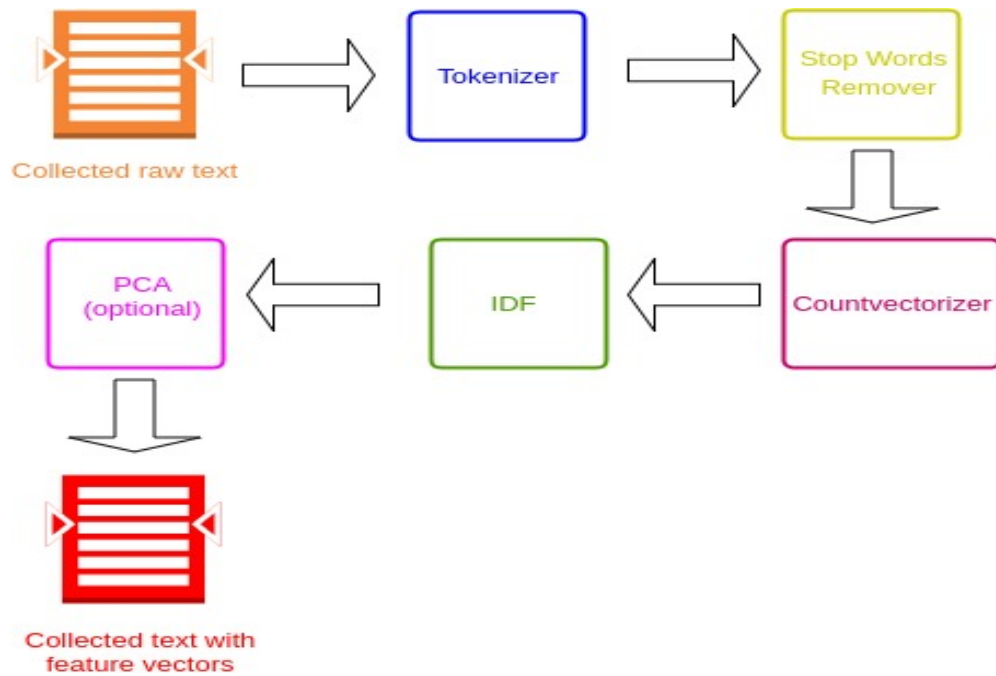 Collected raw text
Tokenizer
Stop Words
Remover
Countvectorizer
IDF
PCA
(optional)
Collected text with
feature vectors